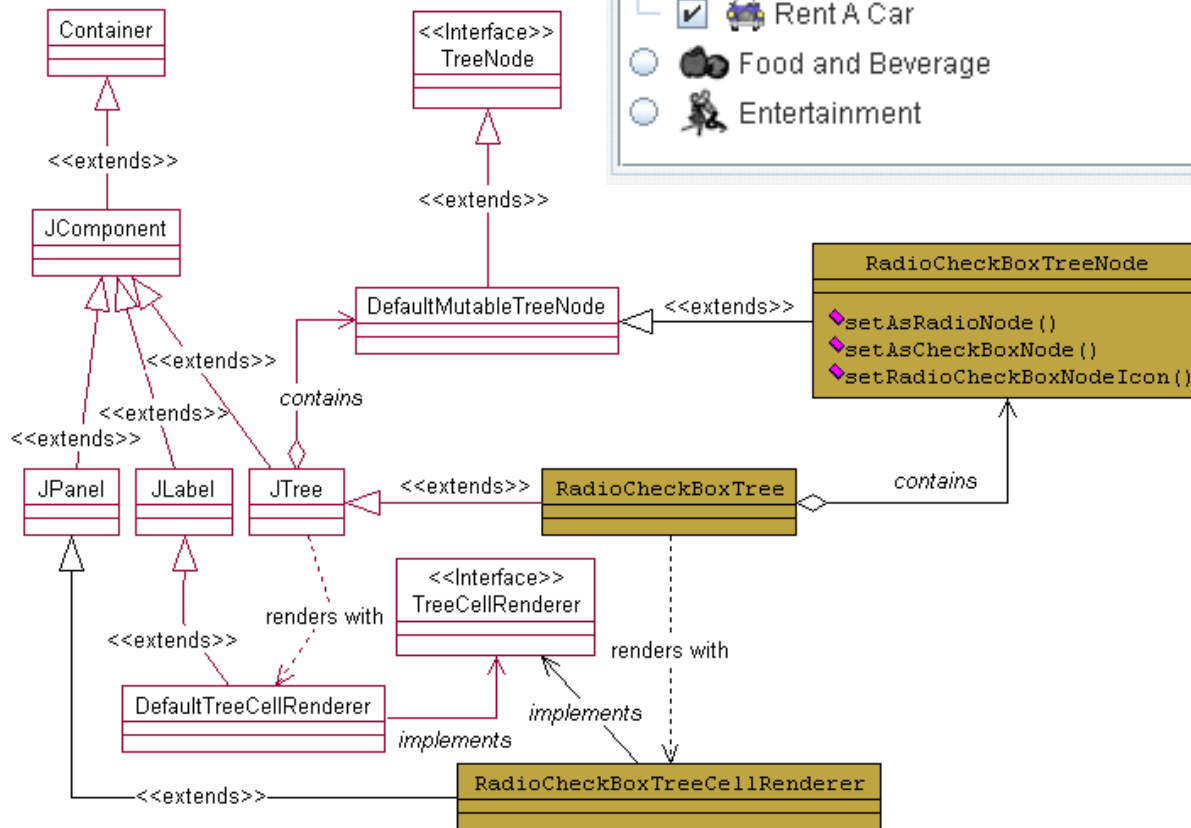 Container
<<Interface>>
TreeNode
Rent A Car
Food and Beverage
Entertainment
<<extends>>
<<extends>>
JComponent
RadioCheckBoxTreeNode
setAsRadioNode()
setAsCheckBoxNode()
setRadioCheckBoxNodeIcon()
DefaultMutableTreeNode
<<extends>>
<<extends>>
contains
<<extends>>
<<extends>>
JPanel
JLabel
JTree
<<extends>>
RadioCheckBoxTree
contains
<<Interface>>
TreeCellRenderer
renders with
<<extends>>
renders with
DefaultTreeCellRenderer
implements
implements
RadioCheckBoxTreeCellRenderer
<<extends>>